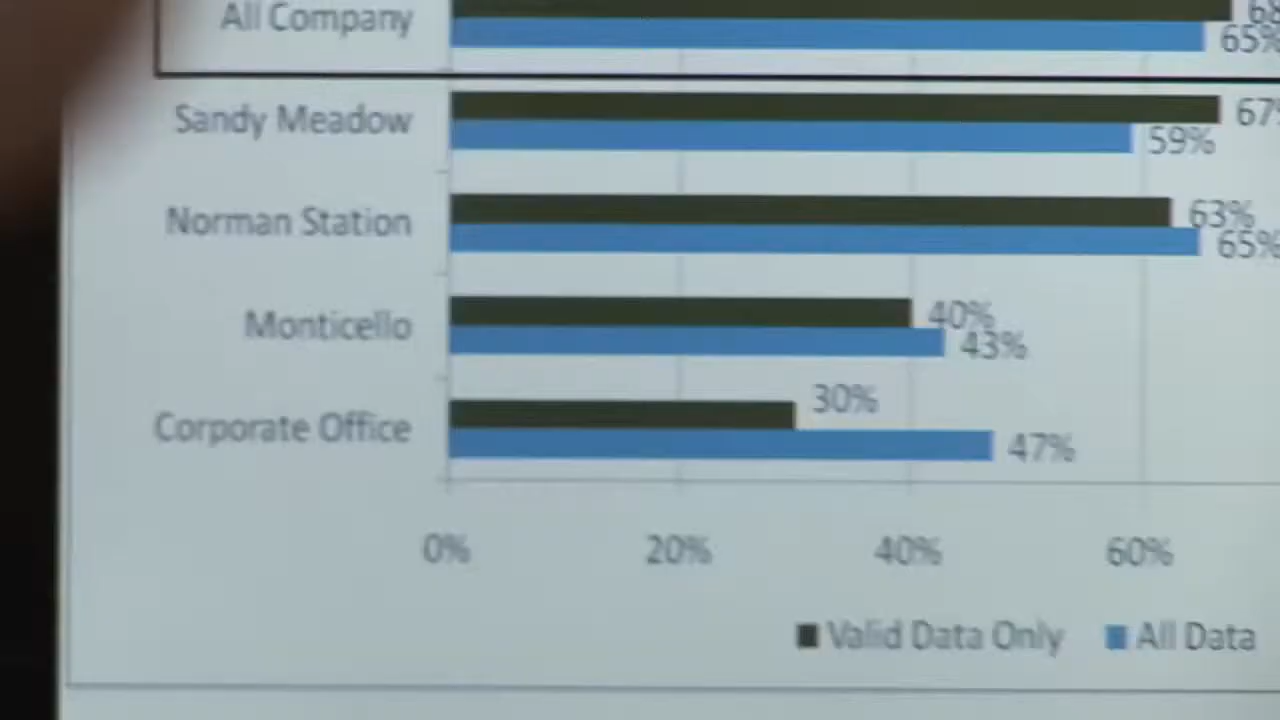 All Company
68
65%
Sandy Meadow
67%
59%
Norman Station
63%
65%
Monticello
40%
43%
Corporate Office
30%
47%
0% 20% 40% 60%
Valid Data Only All Data